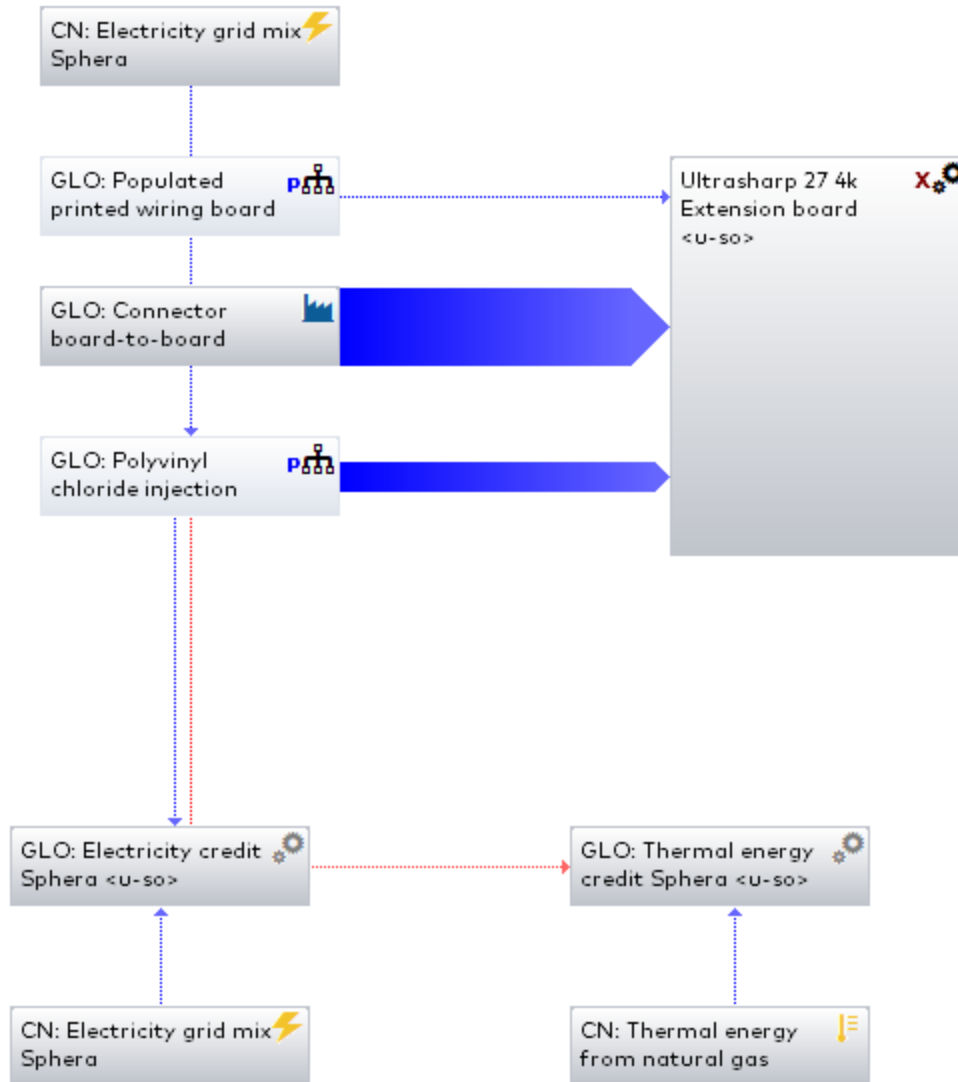 CN: Electricity grid mix
Sphera
GLO: Populated
printed wiring board
p
Ultrasharp 27 4k
Extension board
<u-so>
X
GLO: Connector
board-to-board
GLO: Polyvinyl
chloride injection
p
GLO: Electricity credit
Sphera <u-so>
GLO: Thermal energy
credit Sphera <u-so>
CN: Electricity grid mix
Sphera
CN: Thermal energy
from natural gas